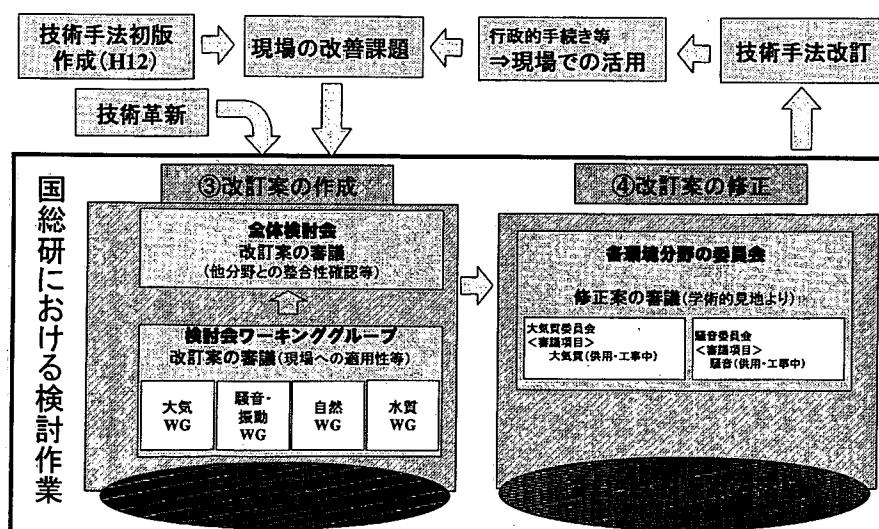 技術手法初版
作成(H12)
現場の改善課題
行政的手続き等
⇒現場での活用
技術手法改訂
技術革新
国総研における検討作業
③改訂案の作成
全体検討会
改訂案の審議
(他分野との整合性確認等)
検討会ワーキンググループ
改訂案の審議(現場への適用性等)
大気
WG
騒音・
振動
WG
自然
WG
水質
WG
④改訂案の修正
各環境分野の委員会
修正案の審議(学術的見地より)
大気質委員会
<審議項目>
大気質(供用・工事中)
騒音委員会
<審議項目>
騒音(供用・工事中)